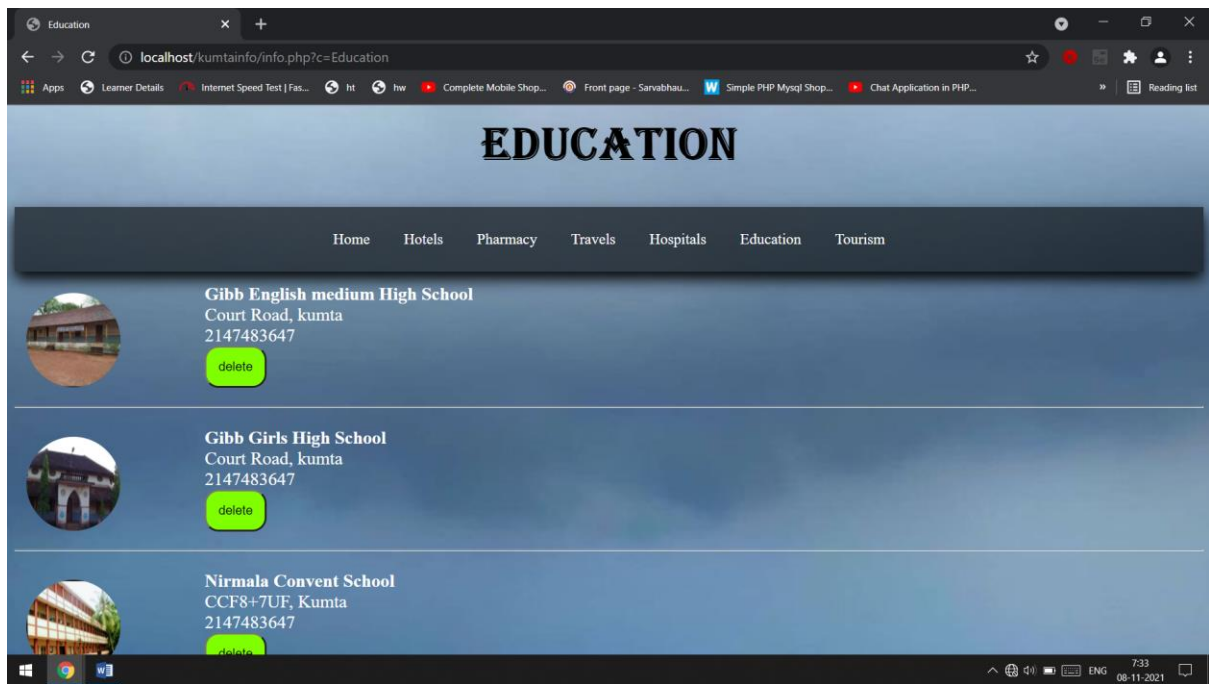 Education
localhost/kumtainfo/info.php?c=Education
Apps Learner Details Internet Speed Test | Fas... ht hw Complete Mobile Shop... Front page - Sarvabhau... Simple PHP Mysql Shop... Chat Application in PHP... » Reading list
EDUCATION
Home Hotels Pharmacy Travels Hospitals Education Tourism
Gibb English medium High School
Court Road, kumta
2147483647
delete
Gibb Girls High School
Court Road, kumta
2147483647
delete
Nirmala Convent School
CCF8+7UF, Kumta
2147483647
delete
ENG 7:33
08-11-2021